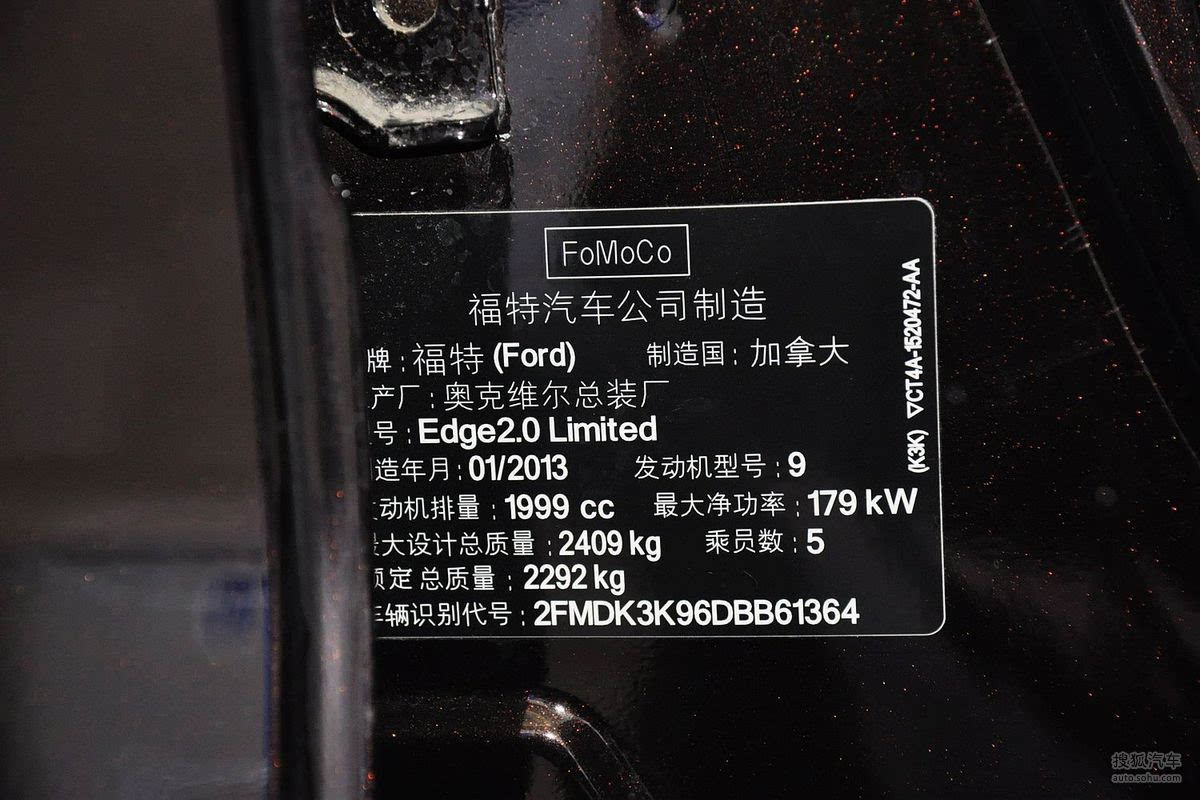 FoMoCo
福特汽车公司制造
牌：福特 (Ford) 制造国：加拿大
产厂：奥克维尔总装厂
号：Edge2.0 Limited
造年月：01/2013 发动机型号：9
动机排量：1999 cc 最大净功率：179 kW
大设计总质量：2409 kg 乘员数：5
定总质量：2292 kg
车辆识别代号：2FMDK3K96DBB61364
(K3K) ▽CT4A-1520472-AA
搜狐汽车
auto.sohu.com